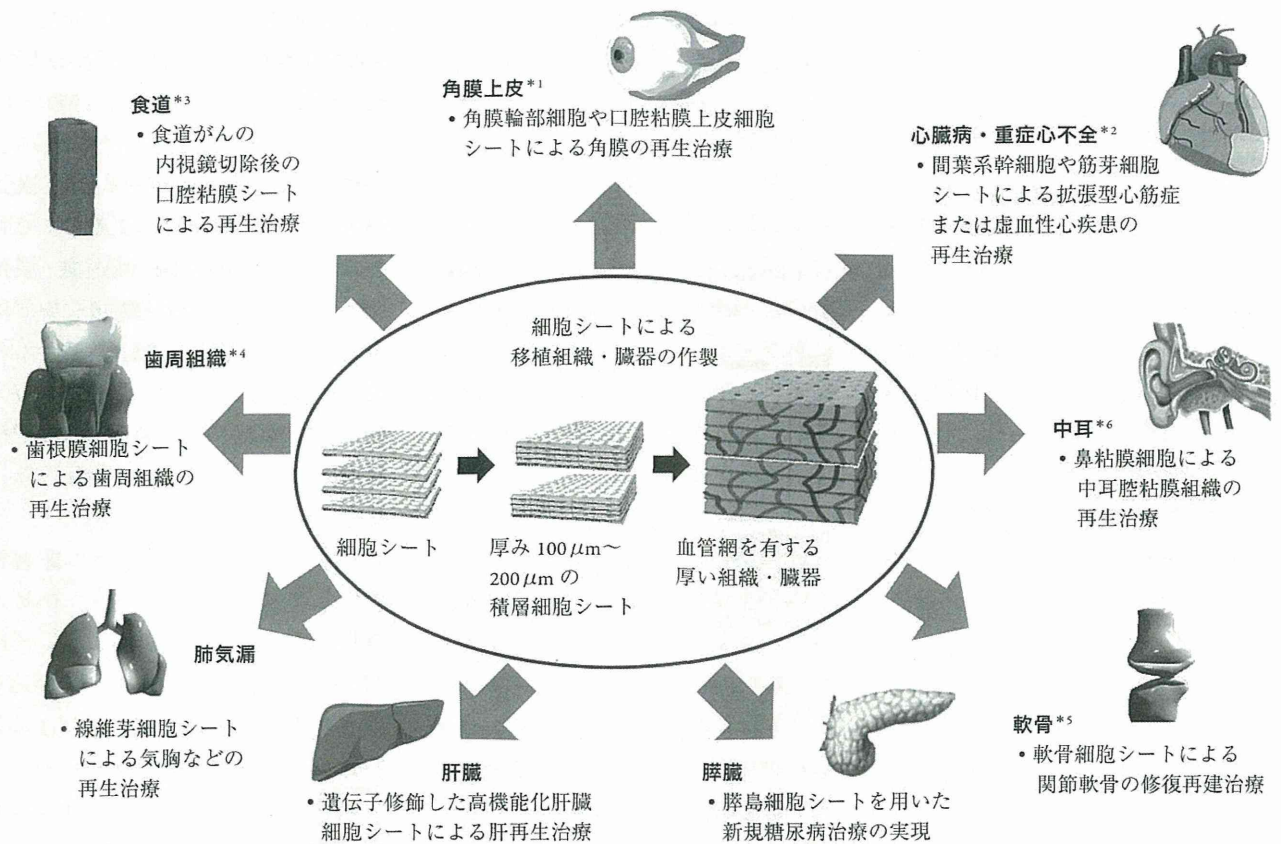 角膜上皮*1
• 角膜輪部細胞や口腔粘膜上皮細胞
シートによる角膜の再生治療
食道*3
• 食道がんの
内視鏡切除後の
口腔粘膜シート
による再生治療
心臓病・重症心不全*2
• 間葉系幹細胞や筋芽細胞
シートによる拡張型心筋症
または虚血性心疾患の
再生治療
歯周組織*4
• 歯根膜細胞シート
による歯周組織の
再生治療
細胞シートによる
移植組織・臓器の作製
細胞シート
厚み 100μm〜
200μm の
積層細胞シート
血管網を有する
厚い組織・臓器
中耳*6
• 鼻粘膜細胞による
中耳腔粘膜組織の
再生治療
肺気漏
• 線維芽細胞シート
による気胸などの
再生治療
肝臓
• 遺伝子修飾した高機能化肝臓
細胞シートによる肝再生治療
膵臓
• 膵島細胞シートを用いた
新規糖尿病治療の実現
軟骨*5
• 軟骨細胞シートによる
関節軟骨の修復再建治療